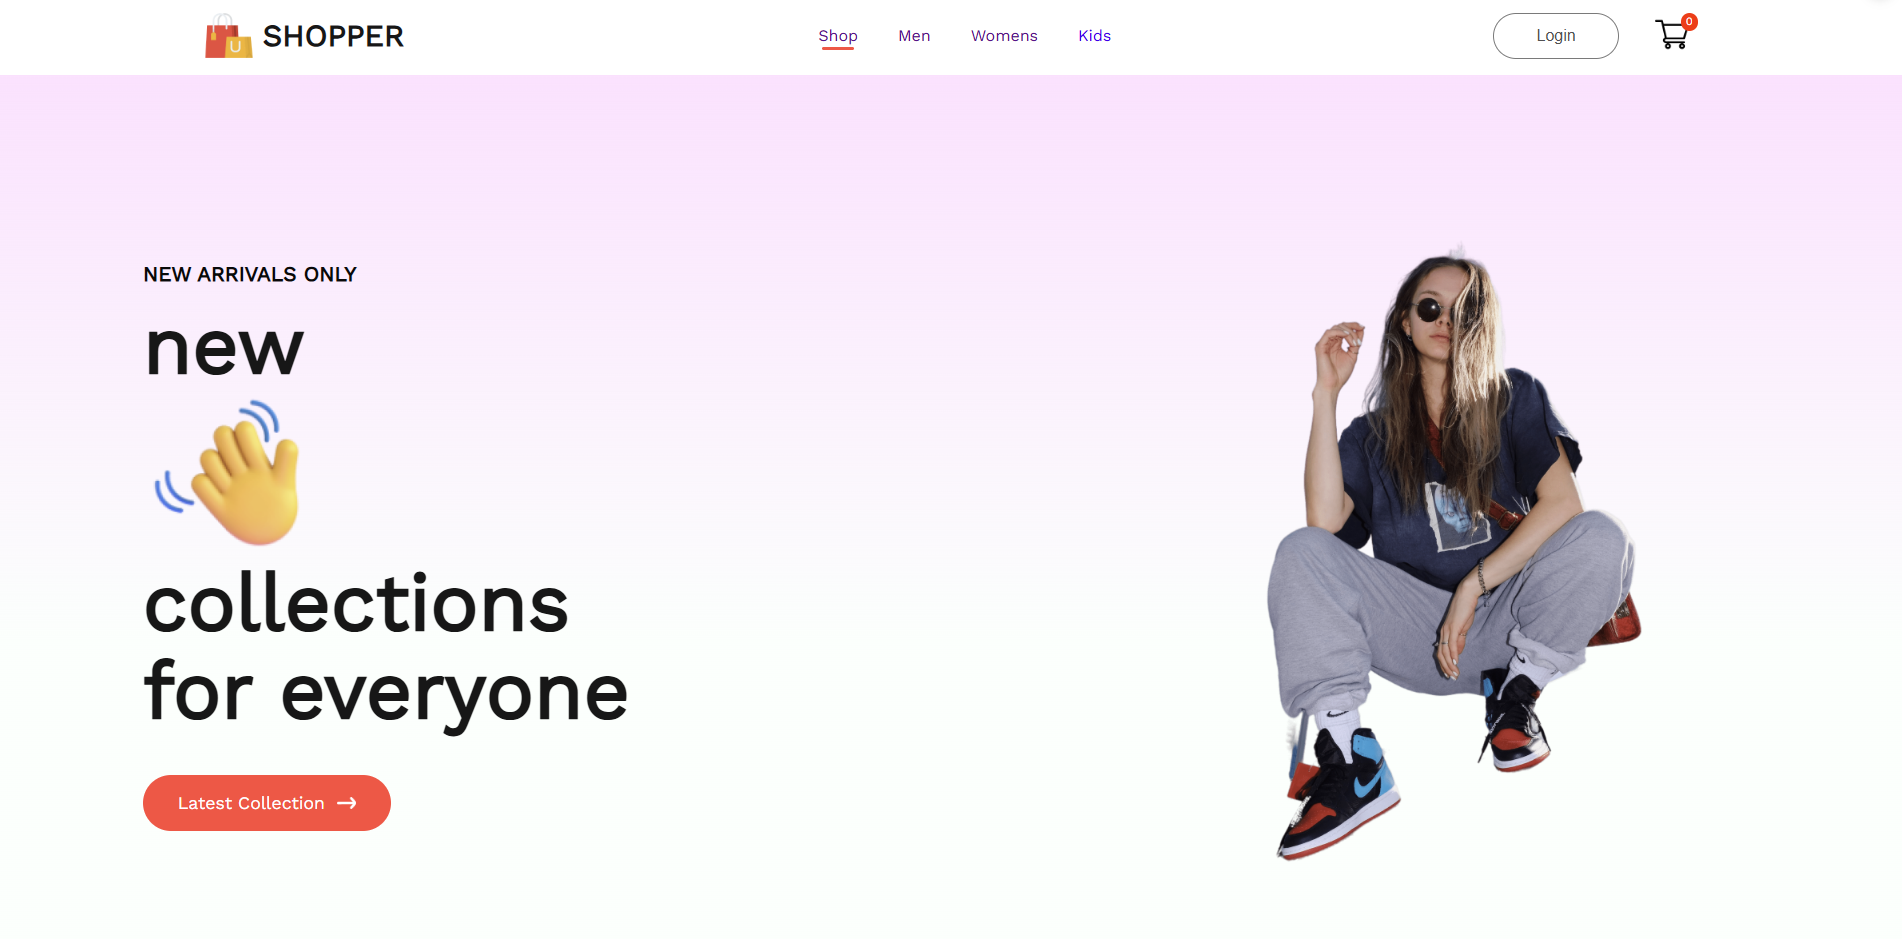 SHOPPER
Shop
Men
Womens
Kids
Login
0
NEW ARRIVALS ONLY
new
collections
for everyone
Latest Collection